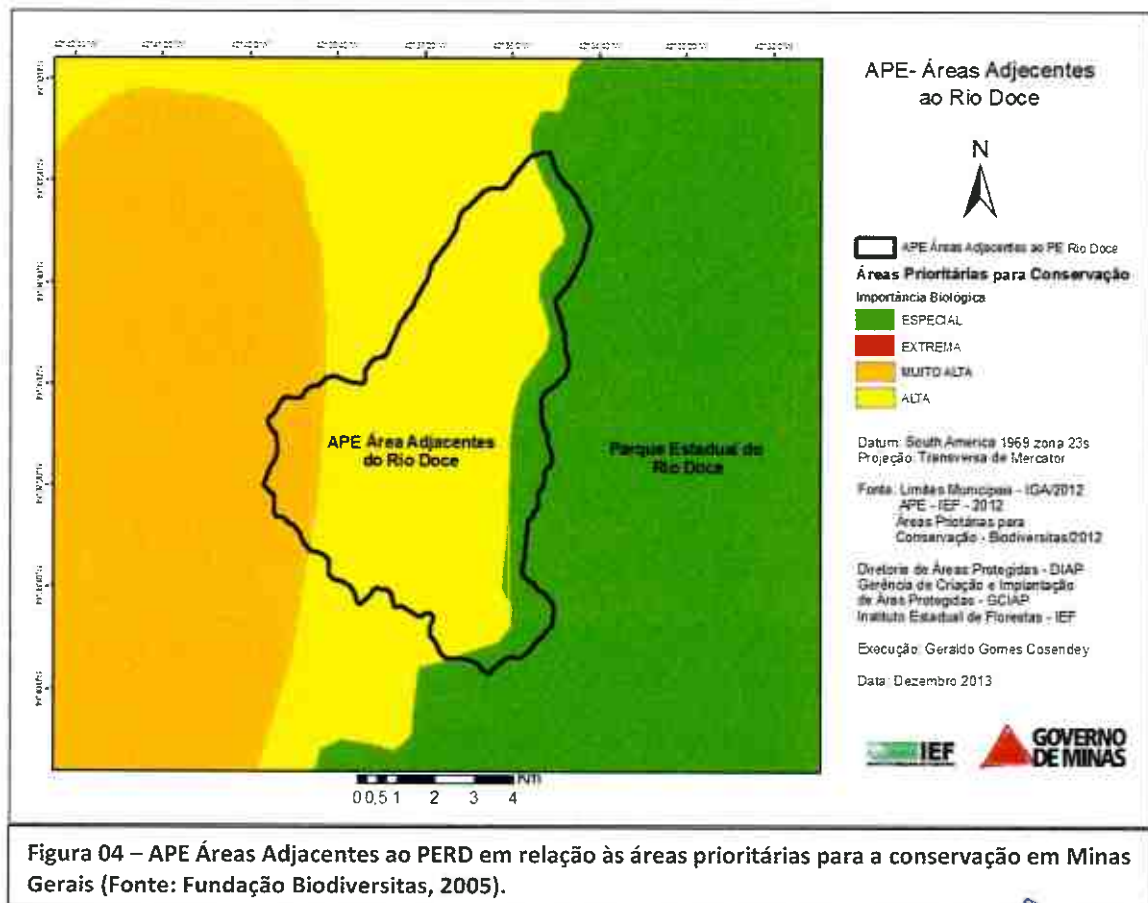 APE- Áreas Adjecentes
ao Rio Doce
N
APE Áreas Adjacentes ao PE Rio Doce
Áreas Prioritárias para Conservação
Importância Biológica
ESPECIAL
EXTREMA
MUITO ALTA
ALTA
APE Área Adjacentes
do Rio Doce
Parque Estadual do
Rio Doce
Datum: South America 1969 zona 23s
Projeção: Transversa de Mercator
Fonte: Limites Municipais - IGA/2012
APE - IEF - 2012
Áreas Priotárias para
Conservação - Biodiversitas/2012
Diretoria de Áreas Protegidas - DIAP
Gerência de Criação e Implantação
de Áras Protegidas - GCIAP
Instituto Estadual de Florestas - IEF
Execução: Geraldo Gomes Cosendey
Data: Dezembro 2013
IEF
GOVERNO
DE MINAS
0 0,5 1 2 3 4
Figura 04 – APE Áreas Adjacentes ao PERD em relação às áreas prioritárias para a conservação em Minas
Gerais (Fonte: Fundação Biodiversitas, 2005).